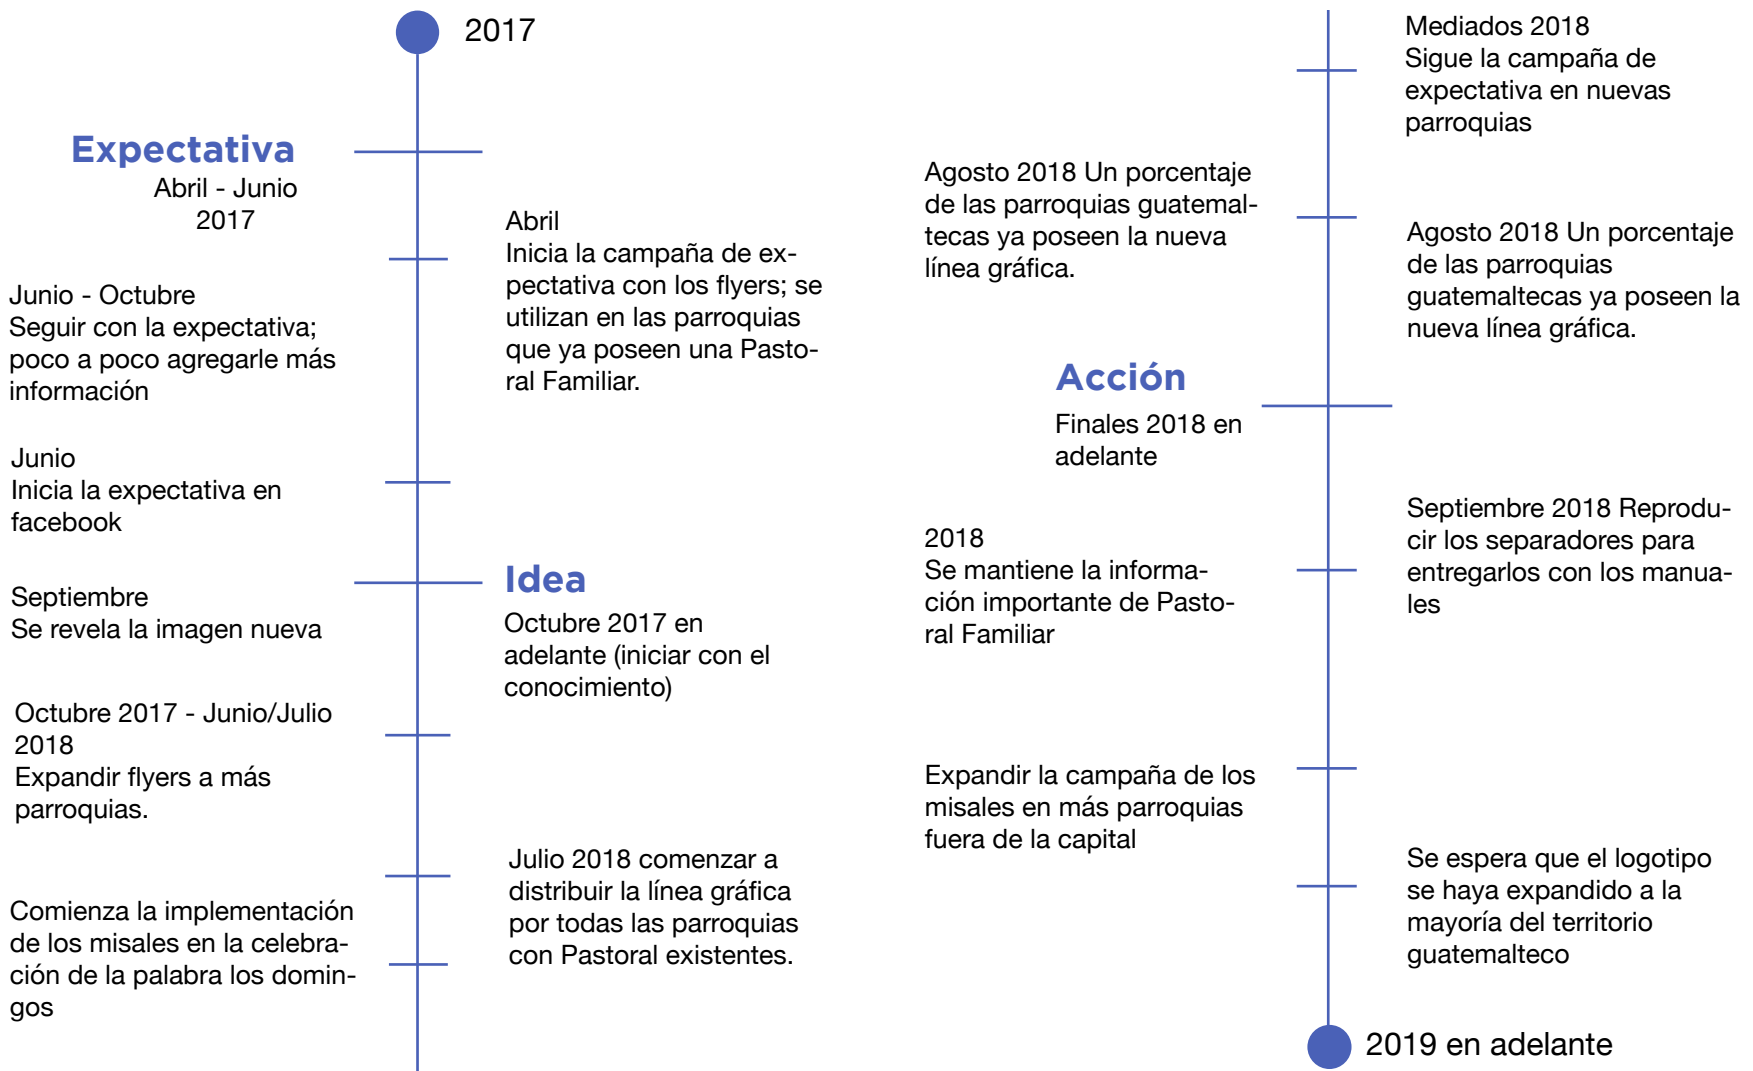 2017
Expectativa
Abril - Junio
2017
Abril
Inicia la campaña de ex-
pectativa con los flyers; se
utilizan en las parroquias
que ya poseen una Pasto-
ral Familiar.
Junio - Octubre
Seguir con la expectativa;
poco a poco agregarle más
información
Junio
Inicia la expectativa en
facebook
Idea
Octubre 2017 en
adelante (iniciar con el
conocimiento)
Septiembre
Se revela la imagen nueva
Octubre 2017 - Junio/Julio
2018
Expandir flyers a más
parroquias.
Julio 2018 comenzar a
distribuir la línea gráfica
por todas las parroquias
con Pastoral existentes.
Comienza la implementación
de los misales en la celebra-
ción de la palabra los domin-
gos
Mediados 2018
Sigue la campaña de
expectativa en nuevas
parroquias
Agosto 2018 Un porcentaje
de las parroquias guatemal-
tecas ya poseen la nueva
línea gráfica.
Agosto 2018 Un porcentaje
de las parroquias
guatemaltecas ya poseen la
nueva línea gráfica.
Acción
Finales 2018 en
adelante
Septiembre 2018 Reprodu-
cir los separadores para
entregarlos con los manua-
les
2018
Se mantiene la informa-
ción importante de Pasto-
ral Familiar
Expandir la campaña de los
misales en más parroquias
fuera de la capital
Se espera que el logotipo
se haya expandido a la
mayoría del territorio
guatemalteco
2019 en adelante